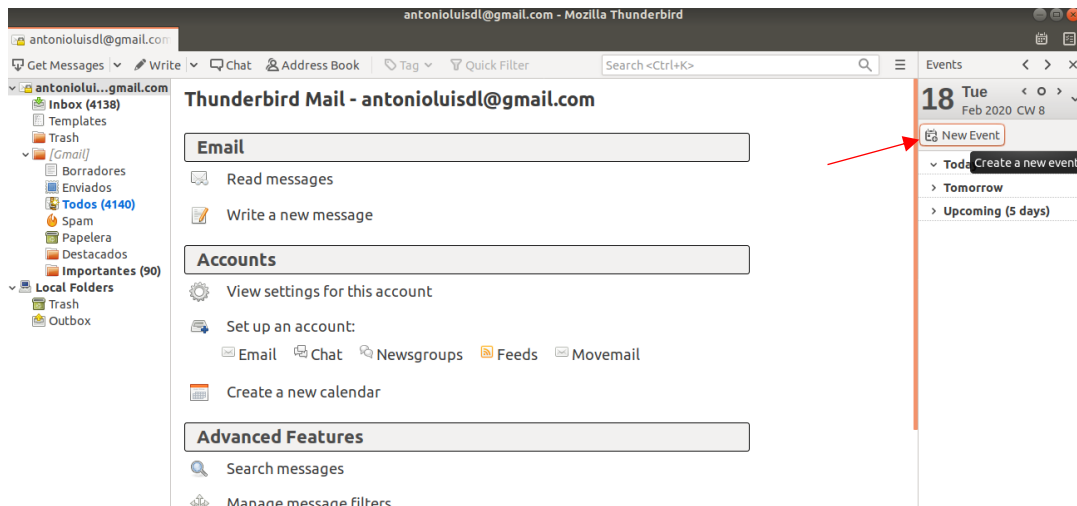 antonioluisdl@gmail.com - Mozilla Thunderbird
antonioluisdl@gmail.com
Get Messages Write Chat Address Book Tag Quick Filter Search <Ctrl+K>
antoniolui...gmail.com
Inbox (4138)
Templates
Trash
[Gmail]
Borradores
Enviados
Todos (4140)
Spam
Papelera
Destacados
Importantes (90)
Local Folders
Trash
Outbox
Thunderbird Mail - antonioluisdl@gmail.com
Email
Read messages
Write a new message
Accounts
View settings for this account
Set up an account:
Email Chat Newsgroups Feeds Movemail
Create a new calendar
Advanced Features
Search messages
Manage message filters
Events
18 Tue
Feb 2020 CW 8
New Event
Create a new event
Toda
Tomorrow
Upcoming (5 days)